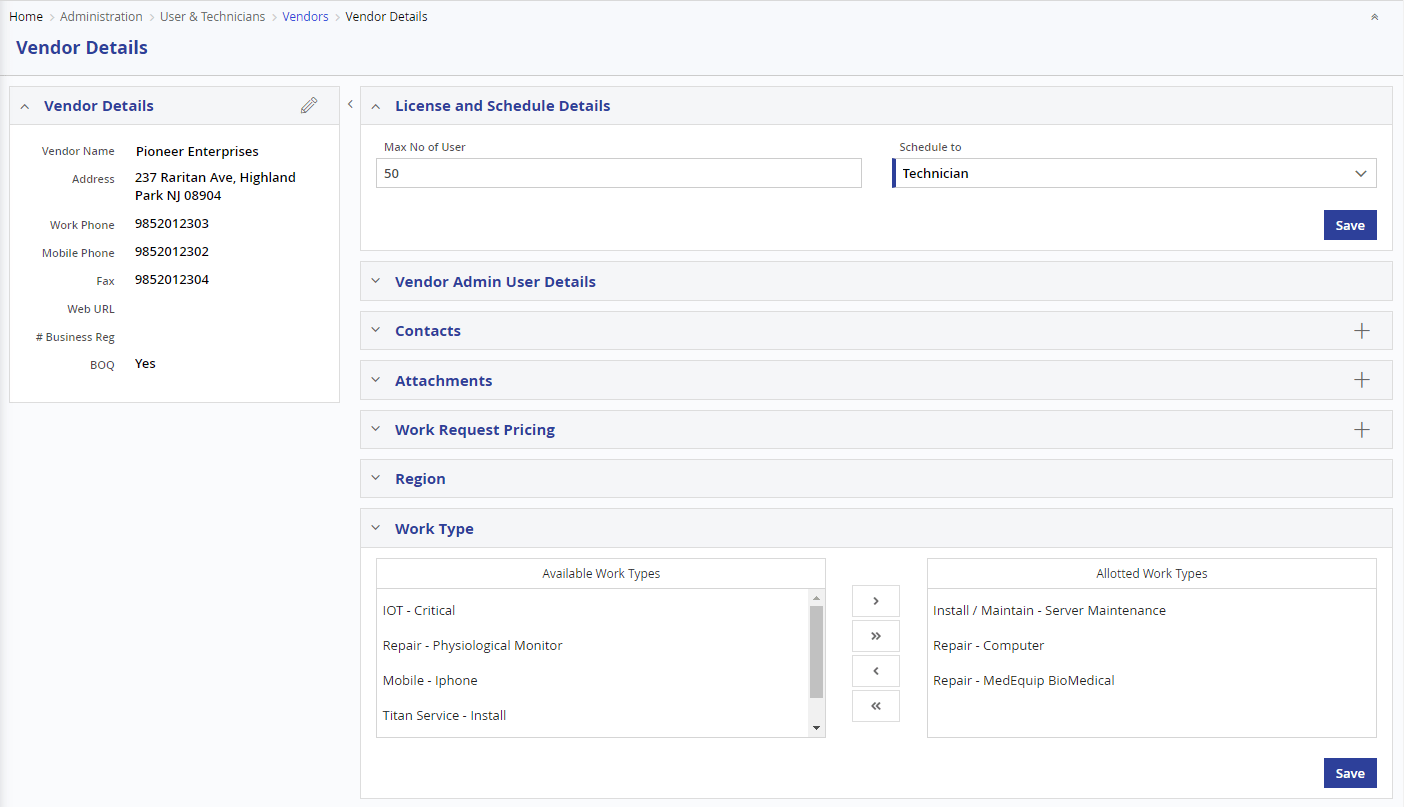 Home > Administration > User & Technicians > Vendors > Vendor Details
Vendor Details
Vendor Details
Vendor Name Pioneer Enterprises
Address 237 Raritan Ave, Highland
Park NJ 08904
Work Phone 9852012303
Mobile Phone 9852012302
Fax 9852012304
Web URL
# Business Reg
BOQ Yes
License and Schedule Details
Max No of User Schedule to
50 Technician
Save
Vendor Admin User Details
Contacts
Attachments
Work Request Pricing
Region
Work Type
Available Work Types
IOT - Critical
Repair - Physiological Monitor
Mobile - Iphone
Titan Service - Install
Allotted Work Types
Install / Maintain - Server Maintenance
Repair - Computer
Repair - MedEquip BioMedical
Save